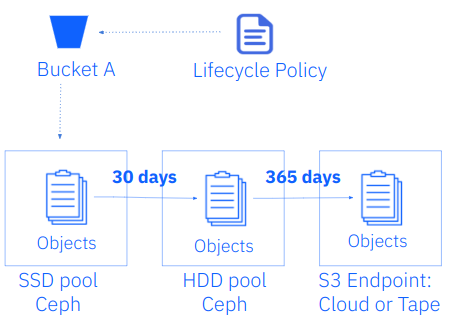 Bucket A
Lifecycle Policy
30 days
365 days
Objects
Objects
Objects
SSD pool
Ceph
HDD pool
Ceph
S3 Endpoint:
Cloud or Tape